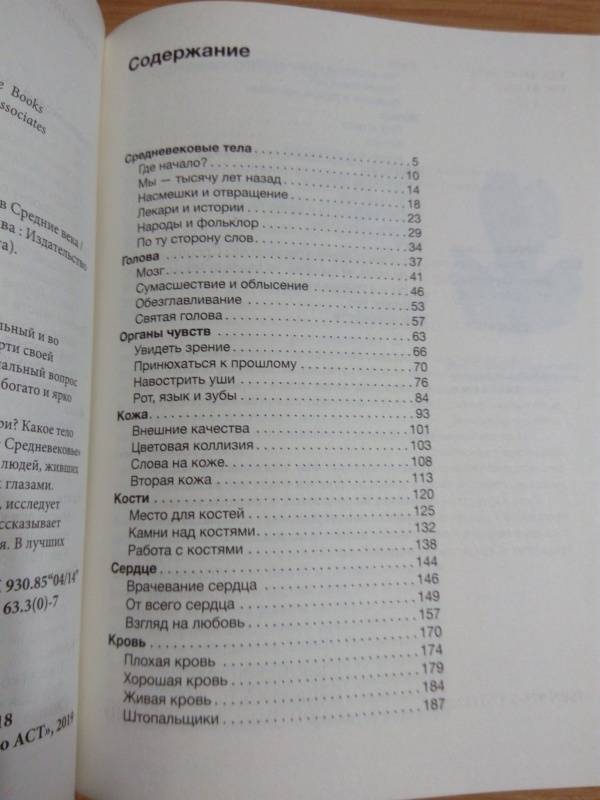 e Books
ssociates
в Средние века /
ва : Издательство
га).
льный и во
рти своей
нальный вопрос
богато и ярко
ри? Какое тело
Средневековье»
людей, живших
глазами.
, исследует
ссказывает
я. В лучших
930.85"04/14"
63.3(0)-7
18
о АСТ», 2019
Содержание
Средневековые тела . . . . . 5
Где начало? . . . . . 10
Мы — тысячу лет назад . . . . . 14
Насмешки и отвращение . . . . . 18
Лекари и истории . . . . . 23
Народы и фольклор . . . . . 29
По ту сторону слов . . . . . 34
Голова . . . . . 37
Мозг . . . . . 41
Сумасшествие и облысение . . . . . 46
Обезглавливание . . . . . 53
Святая голова . . . . . 57
Органы чувств . . . . . 63
Увидеть зрение . . . . . 66
Принюхаться к прошлому . . . . . 70
Навострить уши . . . . . 76
Рот, язык и зубы . . . . . 84
Кожа . . . . . 93
Внешние качества . . . . . 101
Цветовая коллизия . . . . . 103
Слова на коже . . . . . 108
Вторая кожа . . . . . 113
Кости . . . . . 120
Место для костей . . . . . 125
Камни над костями . . . . . 132
Работа с костями . . . . . 138
Сердце . . . . . 144
Врачевание сердца . . . . . 146
От всего сердца . . . . . 149
Взгляд на любовь . . . . . 157
Кровь . . . . . 170
Плохая кровь . . . . . 174
Хорошая кровь . . . . . 179
Живая кровь . . . . . 184
Штопальщики . . . . . 187